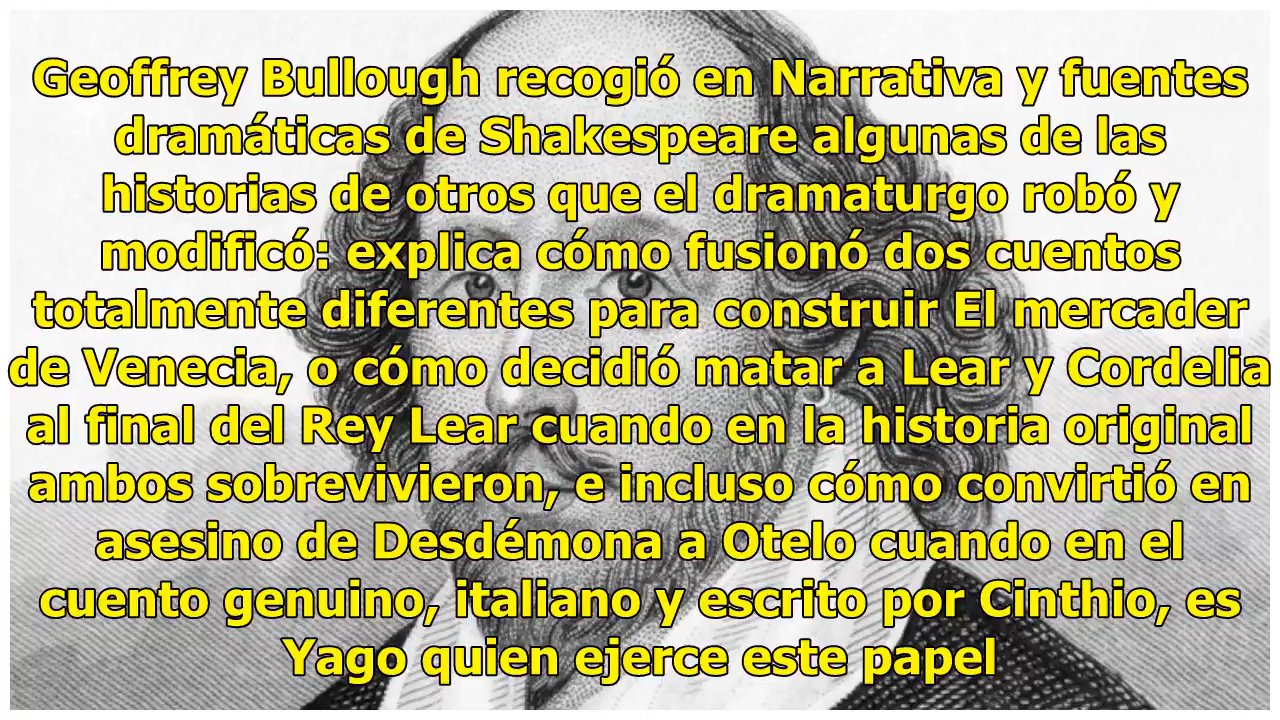 Geoffrey Bullough recogió en Narrativa y fuentes
dramáticas de Shakespeare algunas de las
historias de otros que el dramaturgo robó y
modificó: explica cómo fusionó dos cuentos
totalmente diferentes para construir El mercader
de Venecia, o cómo decidió matar a Lear y Cordelia
al final del Rey Lear cuando en la historia original
ambos sobrevivieron, e incluso cómo convirtió en
asesino de Desdémona a Otelo cuando en el
cuento genuino, italiano y escrito por Cinthio, es
Yago quien ejerce este papel